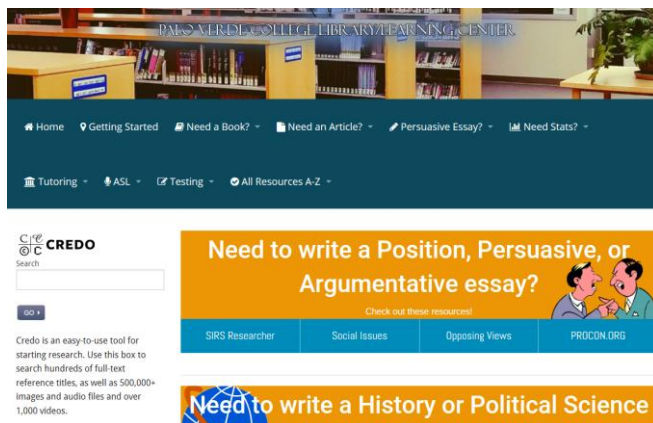 PALO VERDE COLLEGE LIBRARY/LEARNING CENTER
Home Getting Started Need a Book? Need an Article? Persuasive Essay? Need Stats?
Tutoring ASL Testing All Resources A-Z
CREDO
Search
GO
Credo is an easy-to-use tool for
starting research. Use this box to
search hundreds of full-text
reference titles, as well as 500,000+
images and audio files and over
1,000 videos.
Need to write a Position, Persuasive, or
Argumentative essay?
Check out these resources!
SIRS Researcher Social Issues Opposing Views PROCON.ORG
Need to write a History or Political Science